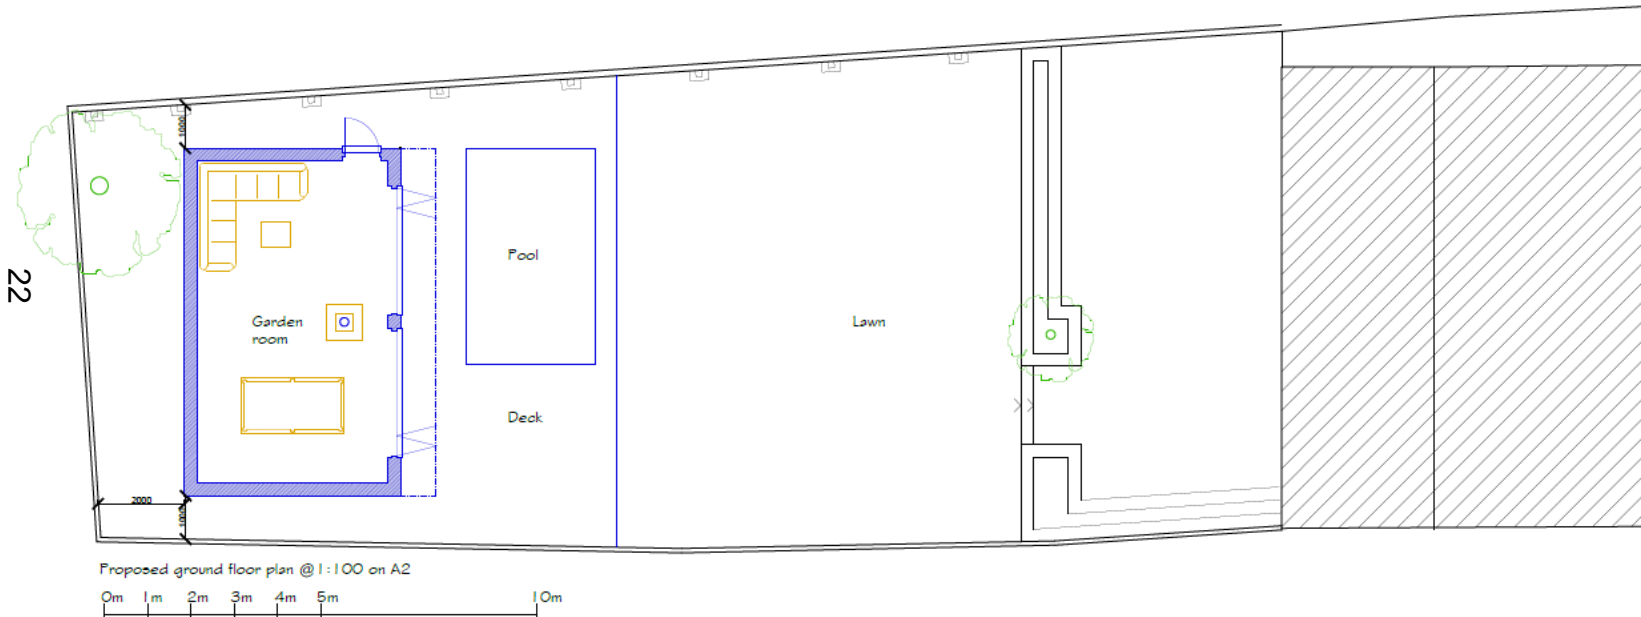 1000
Pool
22
Garden
room
Lawn
Deck
2000
1000
Proposed ground floor plan @1:100 on A2
0m 1m 2m 3m 4m 5m 10m